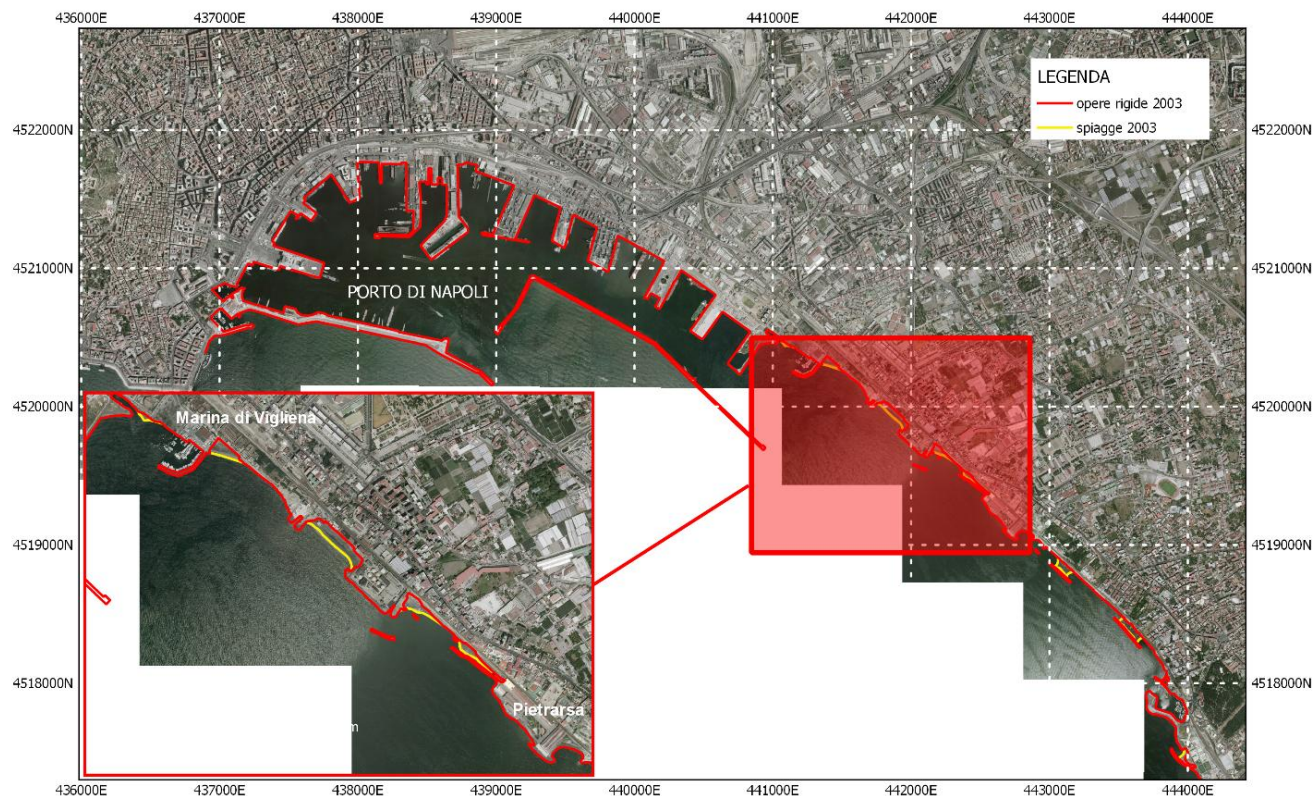 436000E 437000E 438000E 439000E 440000E 441000E 442000E 443000E 444000E
LEGENDA
opere rigide 2003
spiagge 2003
4522000N 4522000N
4521000N 4521000N
PORTO DI NAPOLI
4520000N 4520000N
Marina di Vigliena
4519000N 4519000N
4518000N 4518000N
Pietrarsa
m
436000E 437000E 438000E 439000E 440000E 441000E 442000E 443000E 444000E